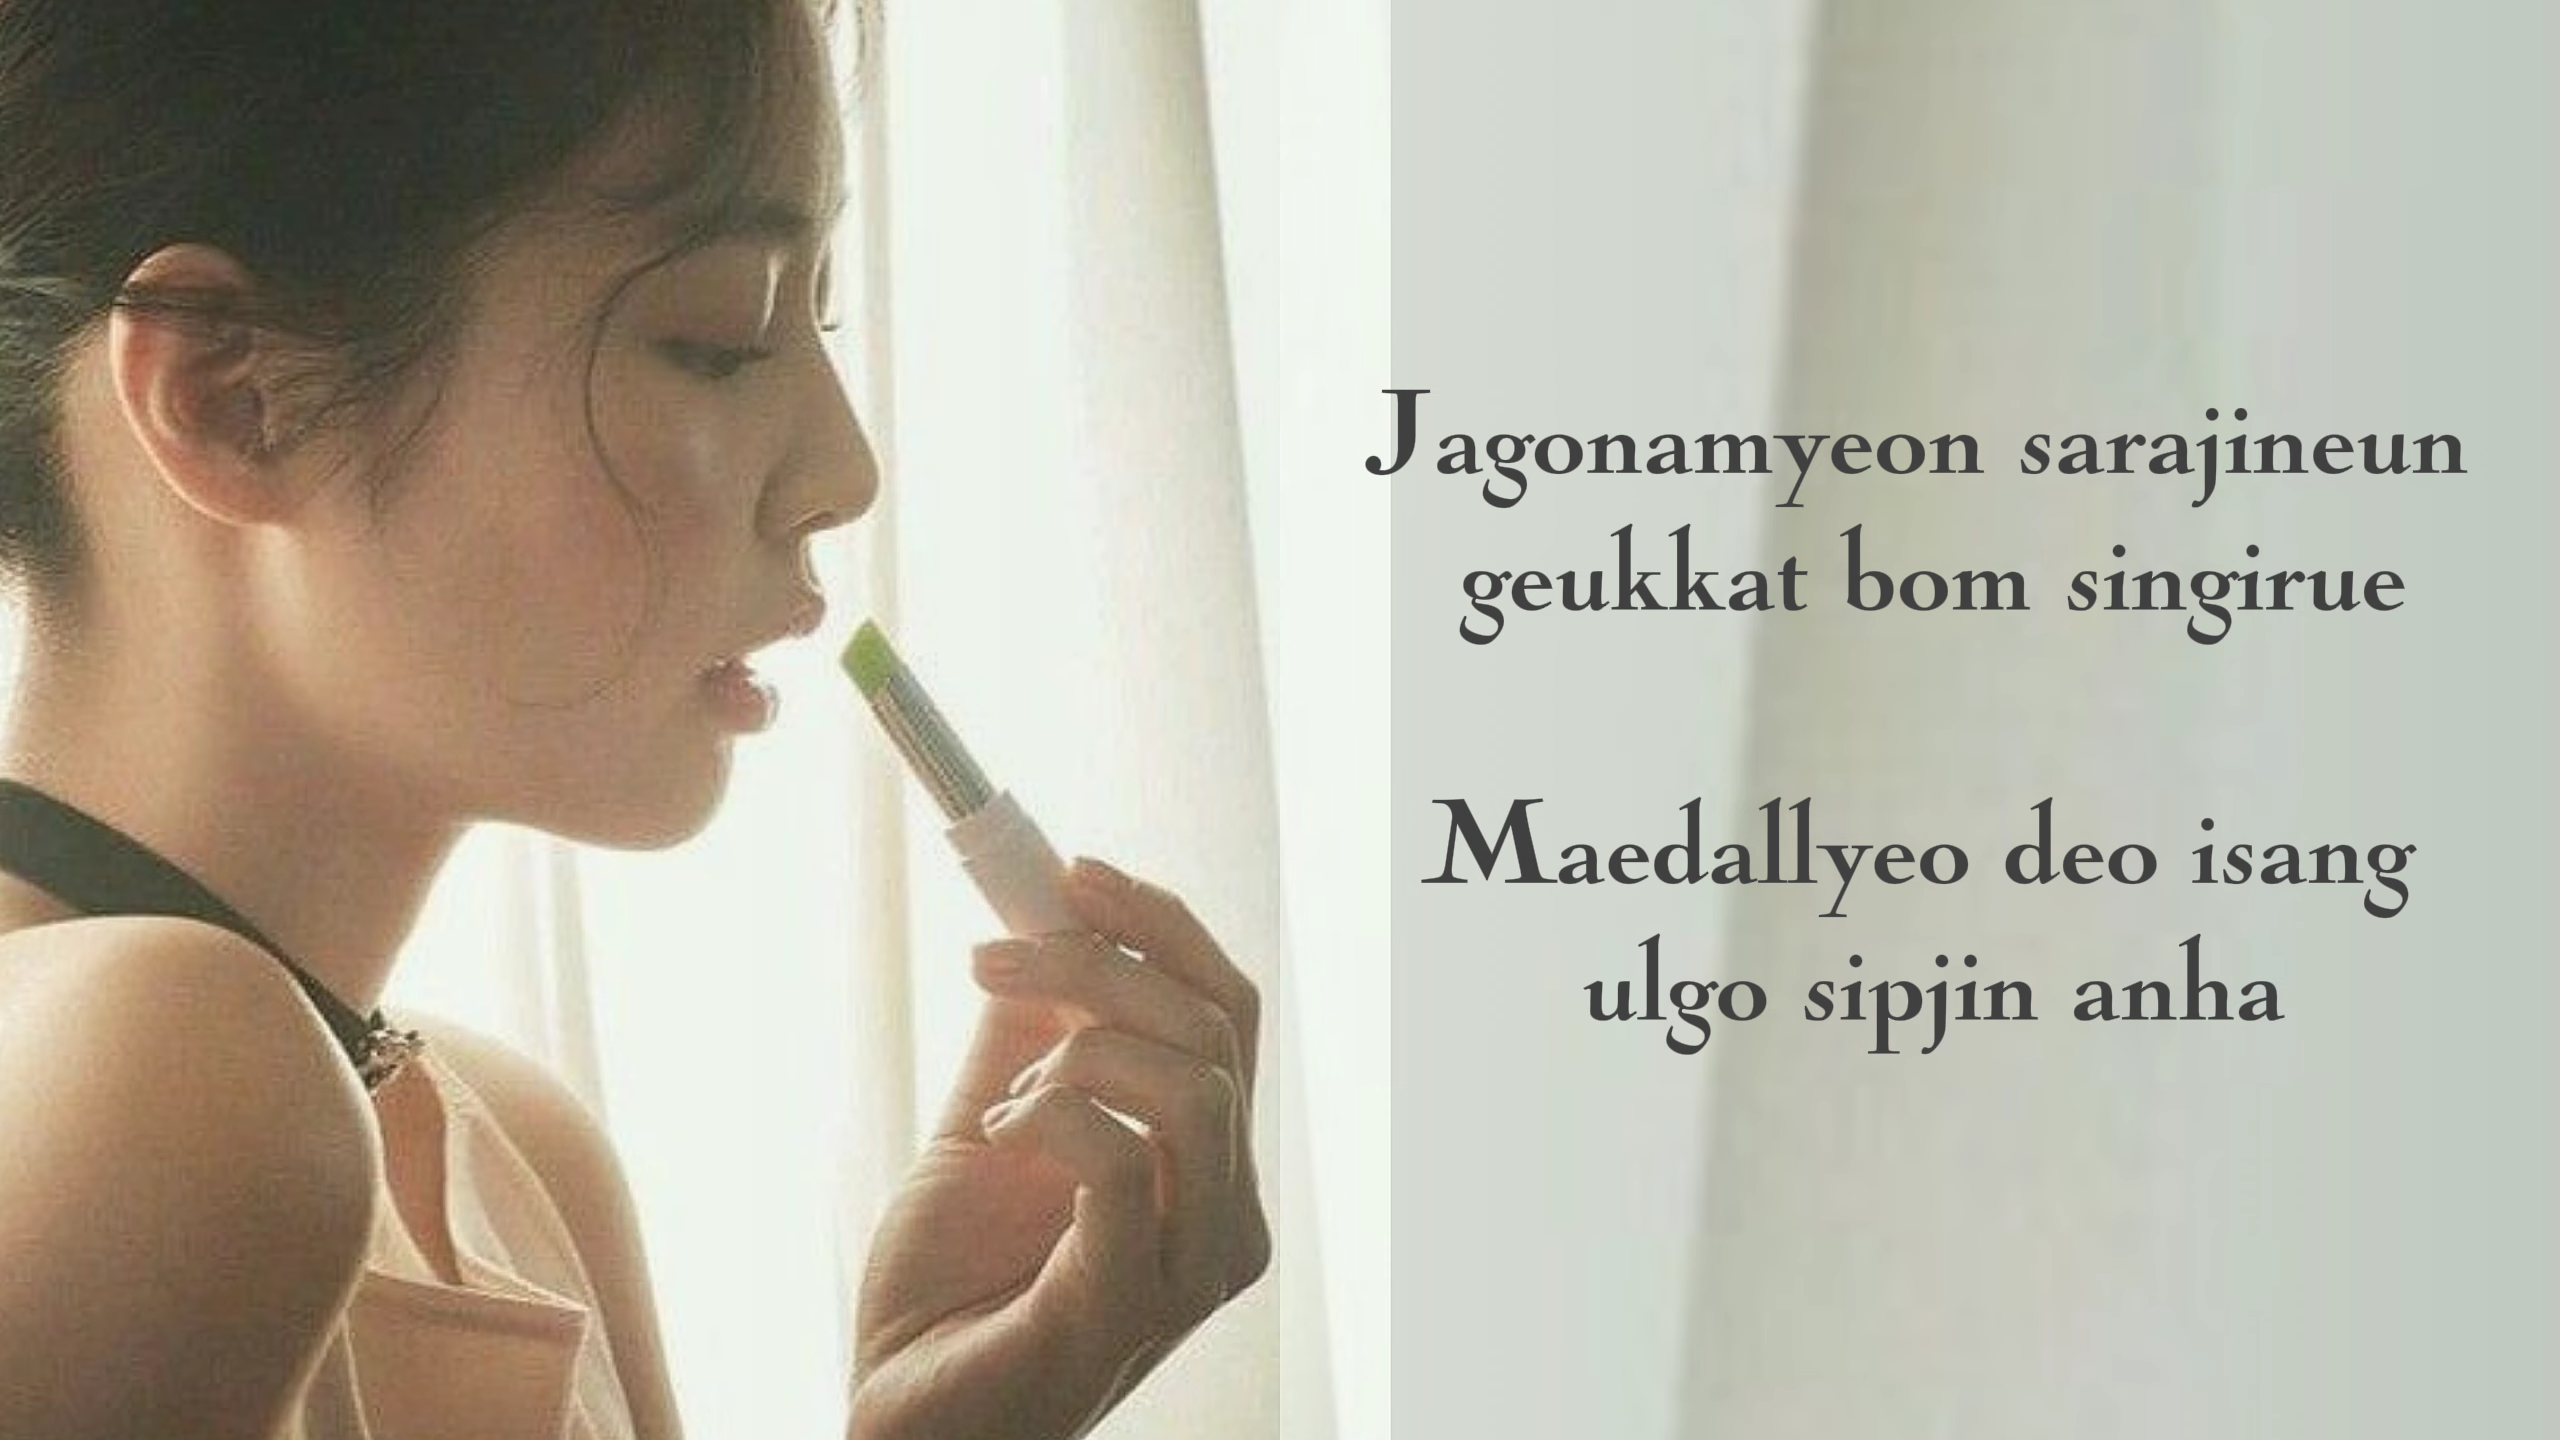 Jagonamyeon sarajineun
geukkat bom singirue
Maedallyeo deo isang
ulgo sipjin anha